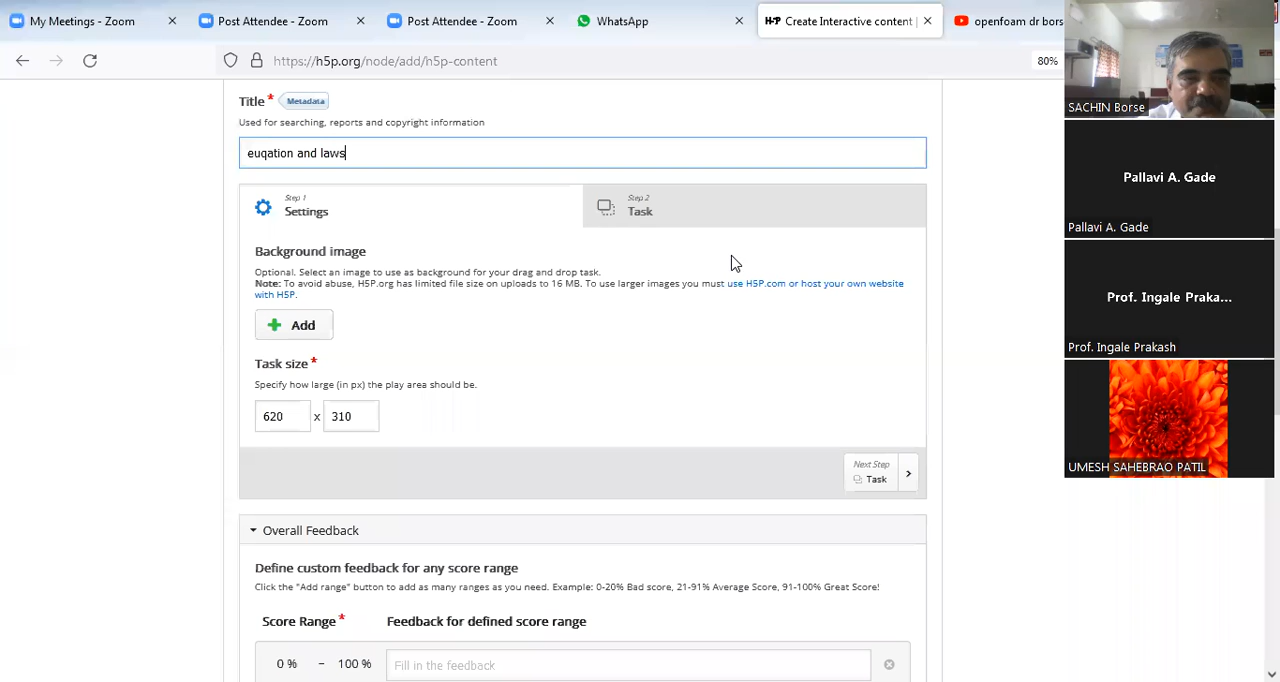 My Meetings - Zoom
Post Attendee - Zoom
Post Attendee - Zoom
WhatsApp
H-P Create Interactive content |
openfoam dr bors
https://h5p.org/node/add/h5p-content
80%
Title* Metadata
Used for searching, reports and copyright information
euqation and laws
Step 1
Settings
Step 2
Task
Background image
Optional. Select an image to use as background for your drag and drop task.
Note: To avoid abuse, H5P.org has limited file size on uploads to 16 MB. To use larger images you must use H5P.com or host your own website
with H5P.
Add
Task size*
Specify how large (in px) the play area should be.
620 x 310
Next Step
Task
Overall Feedback
Define custom feedback for any score range
Click the "Add range" button to add as many ranges as you need. Example: 0-20% Bad score, 21-91% Average Score, 91-100% Great Score!
Score Range* Feedback for defined score range
0 % – 100 % Fill in the feedback
SACHIN Borse
Pallavi A. Gade
Pallavi A. Gade
Prof. Ingale Praka...
Prof. Ingale Prakash
UMESH SAHEBRAO PATIL